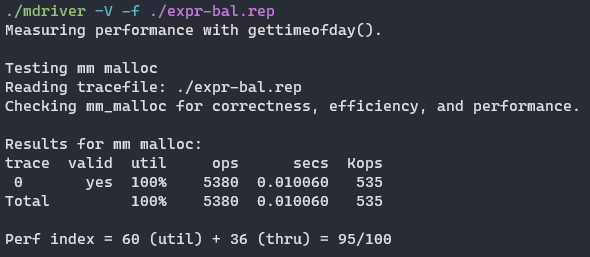 ./mdriver -V -f ./expr-bal.rep
Measuring performance with gettimeofday().
Testing mm malloc
Reading tracefile: ./expr-bal.rep
Checking mm_malloc for correctness, efficiency, and performance.
Results for mm malloc:
trace  valid  util     ops      secs  Kops
 0       yes  100%    5380  0.010060   535
Total         100%    5380  0.010060   535
Perf index = 60 (util) + 36 (thru) = 95/100